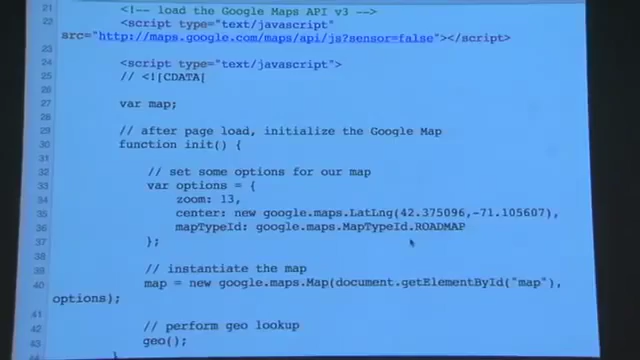 21 <!-- load the Google Maps API v3 -->
22 <script type="text/javascript"
src="http://maps.google.com/maps/api/js?sensor=false"></script>
23
24 <script type="text/javascript">
25 // <![CDATA[
26
27 var map;
28
29 // after page load, initialize the Google Map
30 function init() {
31
32 // set some options for our map
33 var options = {
34 zoom: 13,
35 center: new google.maps.LatLng(42.375096,-71.105607),
36 mapTypeId: google.maps.MapTypeId.ROADMAP
37 };
38
39 // instantiate the map
40 map = new google.maps.Map(document.getElementById("map"),
options);
41
42 // perform geo lookup
43 geo();
44 }